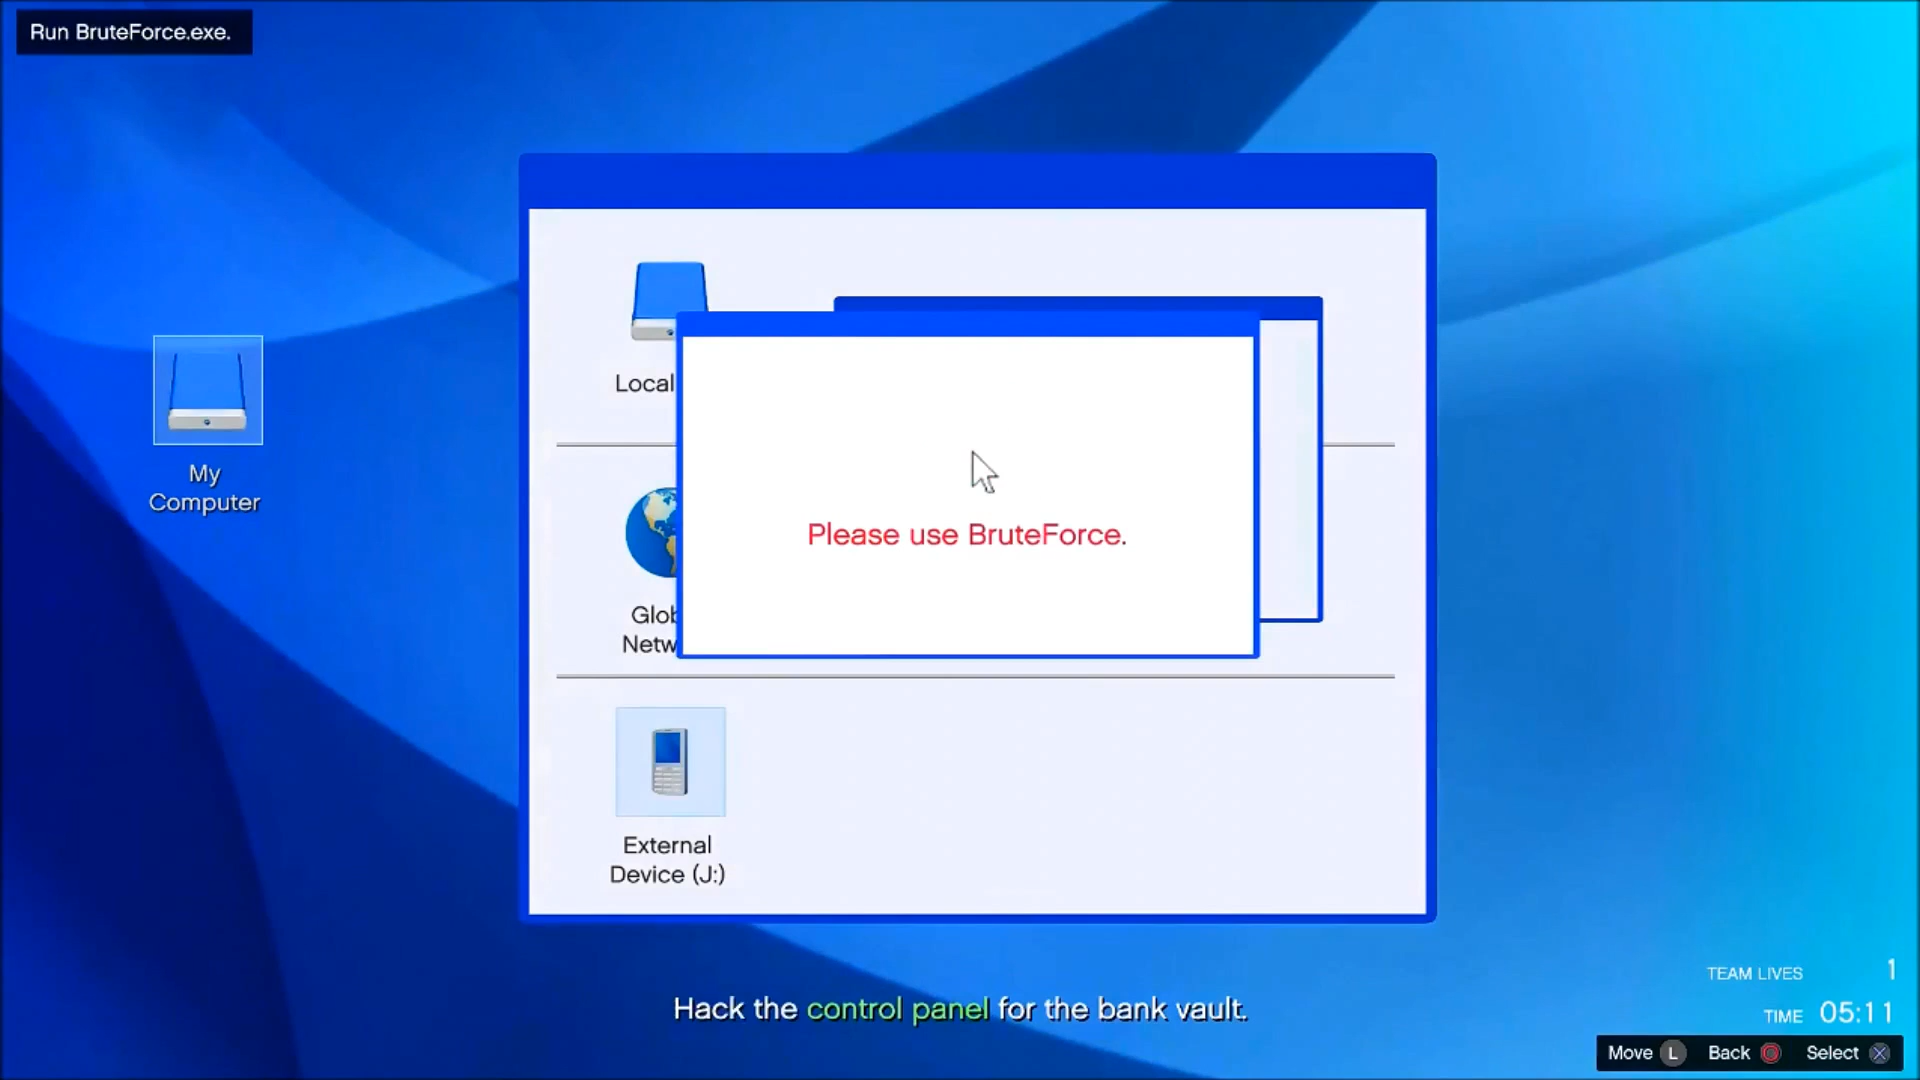 Run BruteForce.exe.
My
Computer
Local
Glob
Netw
Please use BruteForce.
External
Device (J:)
Hack the control panel for the bank vault.
TEAM LIVES 1
TIME 05:11
Move L Back Select